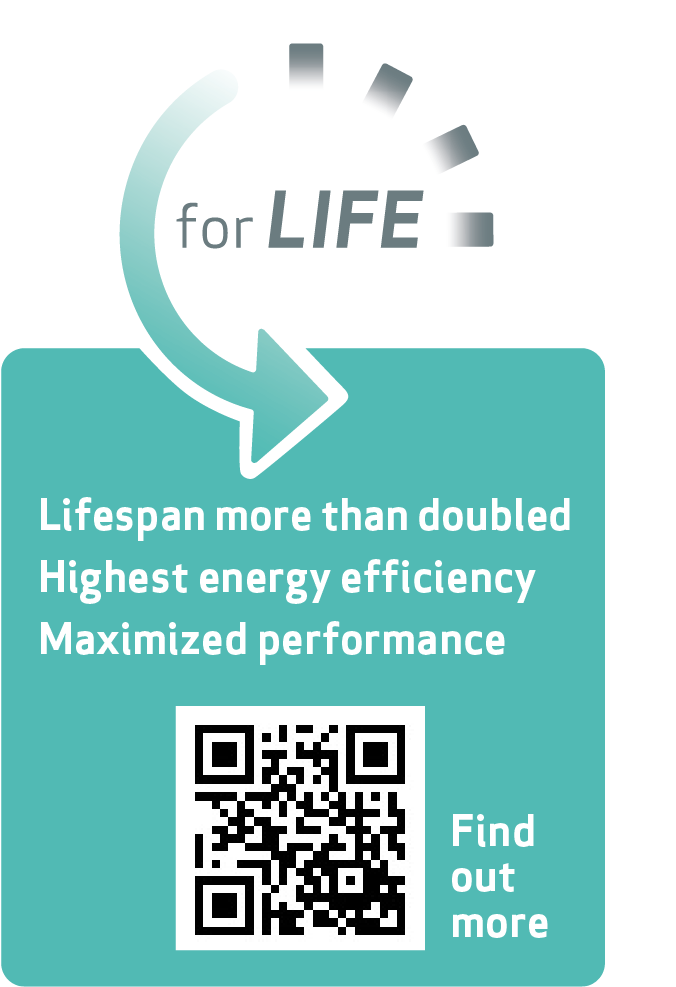 for LIFE
Lifespan more than doubled
Highest energy efficiency
Maximized performance
Find
out
more